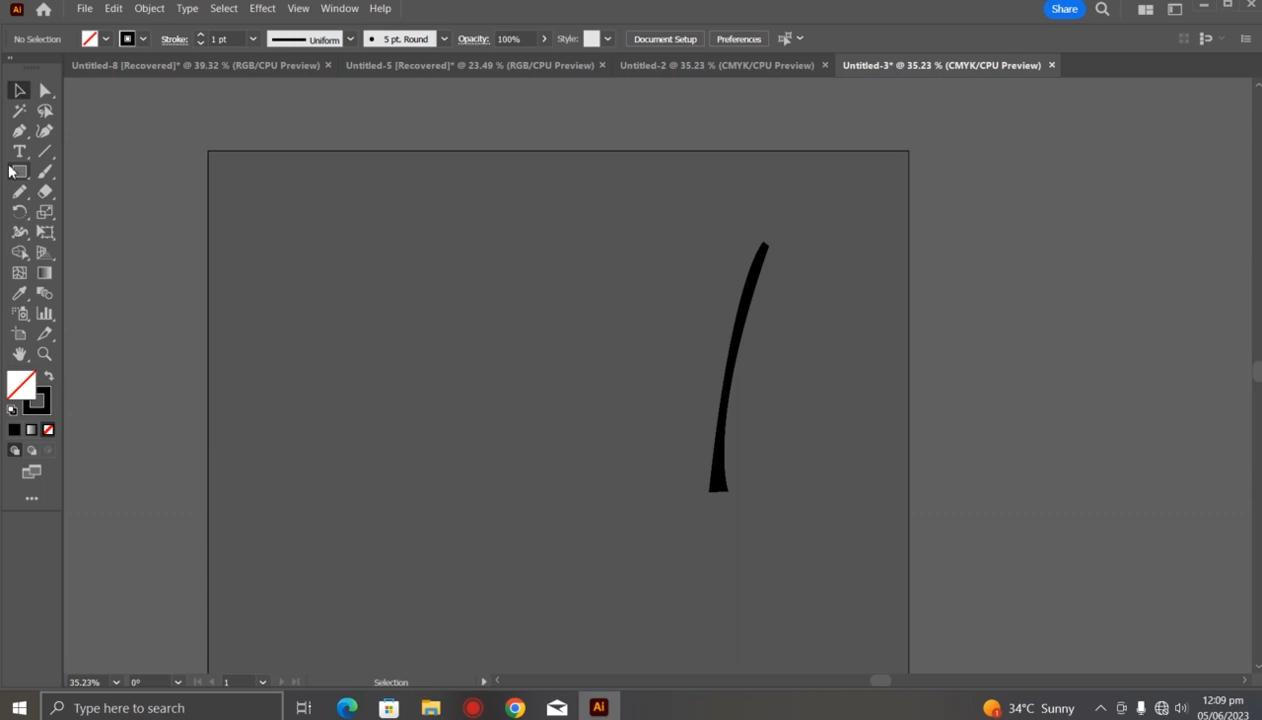 Ai File Edit Object Type Select Effect View Window Help Share
No Selection Stroke: 1 pt Uniform 5 pt. Round Opacity: 100% Style: Document Setup Preferences
Untitled-8 [Recovered]* @ 39.32 % (RGB/CPU Preview) × Untitled-5 [Recovered]* @ 23.49 % (RGB/CPU Preview) × Untitled-2 @ 35.23 % (CMYK/CPU Preview) × Untitled-3* @ 35.23 % (CMYK/CPU Preview) ×
35.23% 0° 1 Selection
Type here to search Ai 34°C Sunny 12:09 pm
05/06/2023